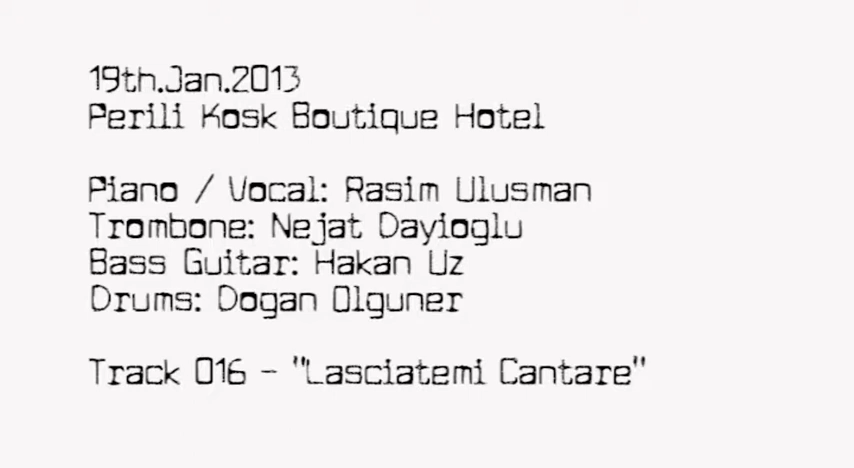 19th.Jan.2013
Perili Kosk Boutique Hotel
Piano / Vocal: Rasim Ulusman
Trombone: Nejat Dayioglu
Bass Guitar: Hakan Uz
Drums: Dogan Olguner
Track 016 - "Lasciatemi Cantare"